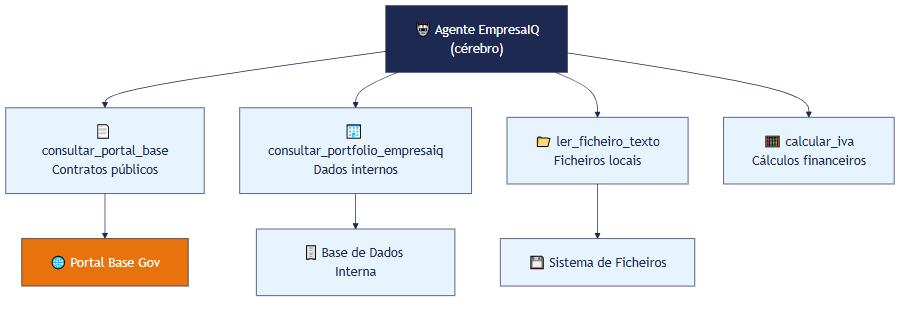 Agente EmpresaIQ
(cérebro)
consultar_portal_base
Contratos públicos
consultar_portfolio_empresaiq
Dados internos
ler_ficheiro_texto
Ficheiros locais
calcular_iva
Cálculos financeiros
Portal Base Gov
Base de Dados
Interna
Sistema de Ficheiros